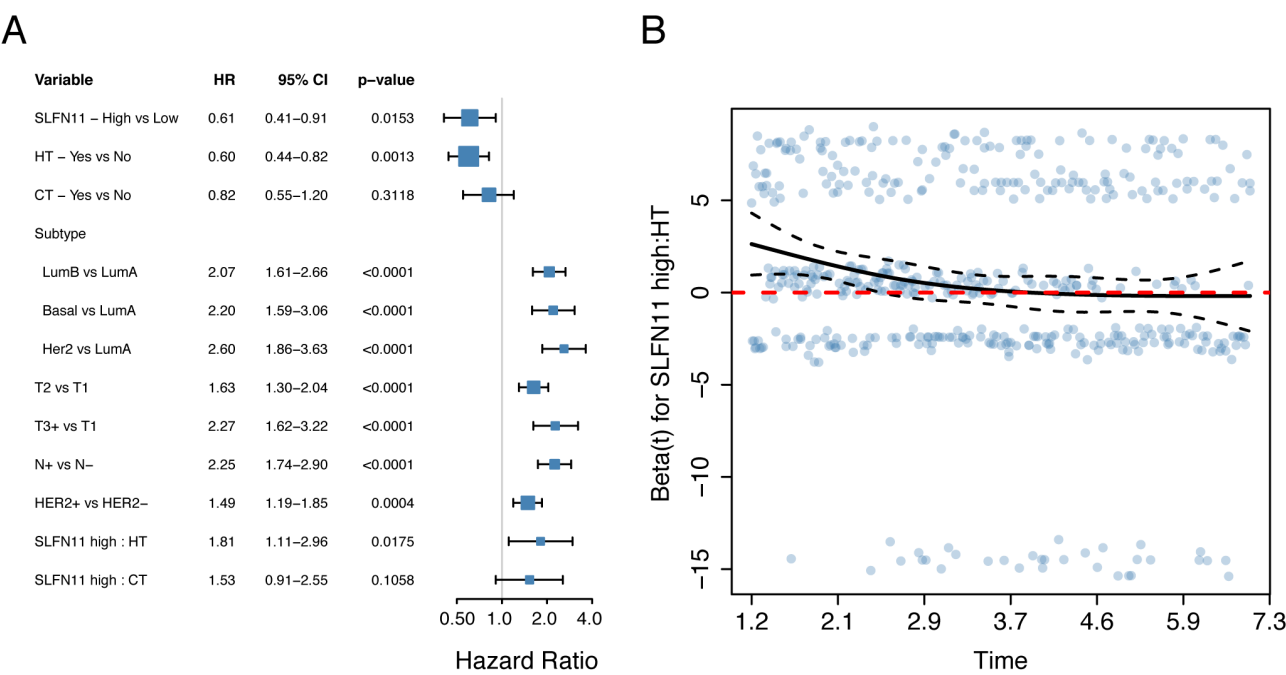 A
Variable HR 95% CI p−value
SLFN11 − High vs Low 0.61 0.41−0.91 0.0153
HT − Yes vs No 0.60 0.44−0.82 0.0013
CT − Yes vs No 0.82 0.55−1.20 0.3118
Subtype
LumB vs LumA 2.07 1.61−2.66 <0.0001
Basal vs LumA 2.20 1.59−3.06 <0.0001
Her2 vs LumA 2.60 1.86−3.63 <0.0001
T2 vs T1 1.63 1.30−2.04 <0.0001
T3+ vs T1 2.27 1.62−3.22 <0.0001
N+ vs N− 2.25 1.74−2.90 <0.0001
HER2+ vs HER2− 1.49 1.19−1.85 0.0004
SLFN11 high : HT 1.81 1.11−2.96 0.0175
SLFN11 high : CT 1.53 0.91−2.55 0.1058
0.50 1.0 2.0 4.0
Hazard Ratio
B
Beta(t) for SLFN11 high:HT
5
0
−5
−10
−15
1.2 2.1 2.9 3.7 4.6 5.9 7.3
Time